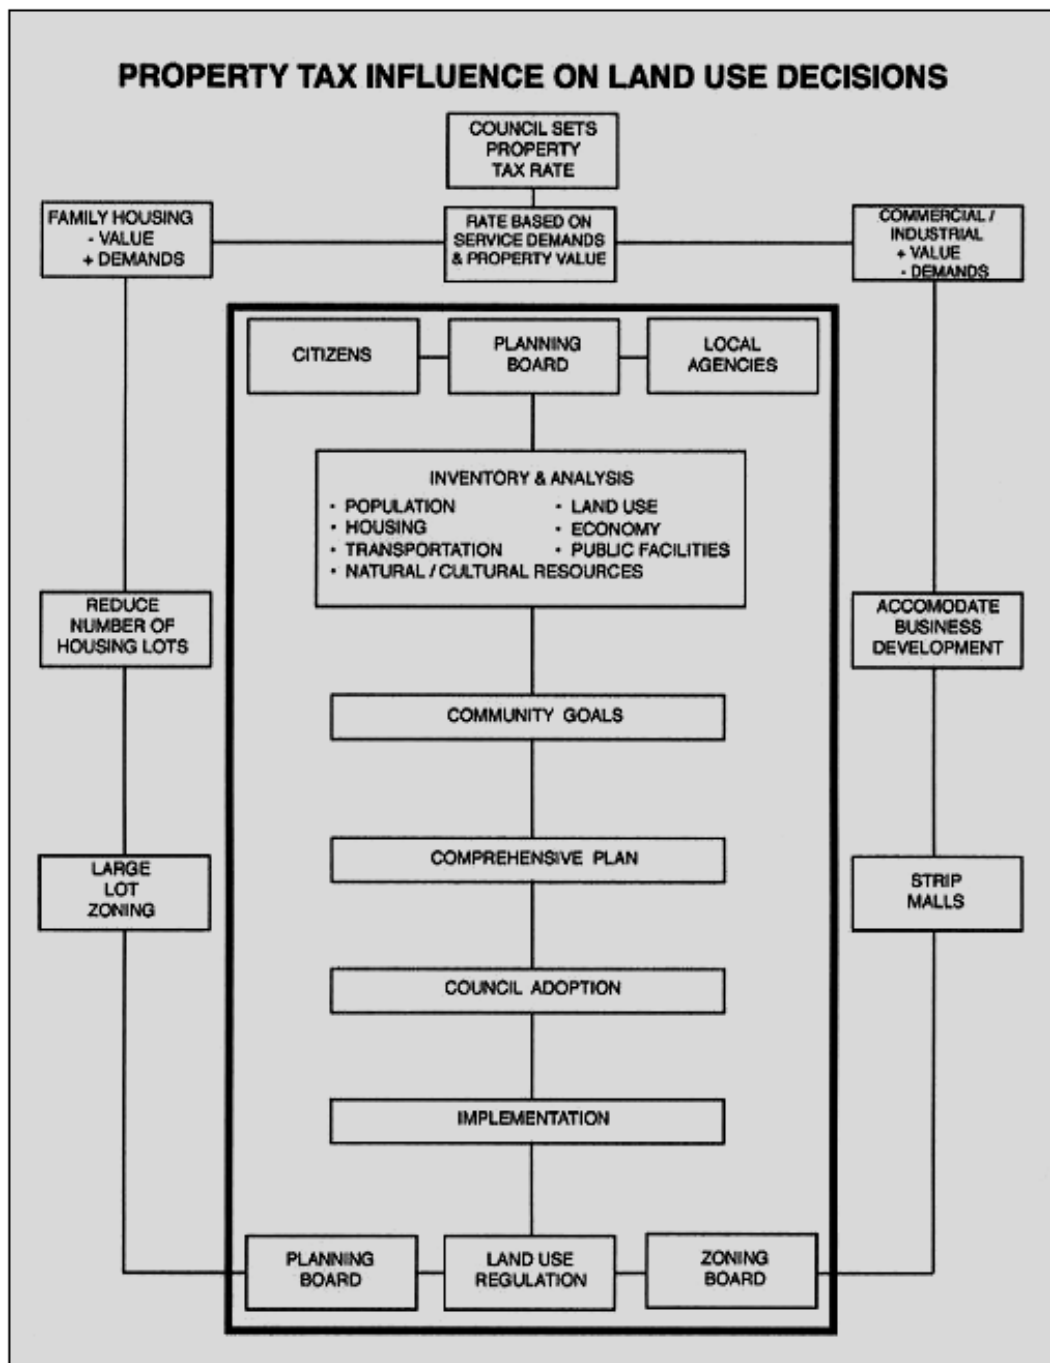 PROPERTY TAX INFLUENCE ON LAND USE DECISIONS
COUNCIL SETS
PROPERTY
TAX RATE
FAMILY HOUSING
- VALUE
+ DEMANDS
RATE BASED ON
SERVICE DEMANDS
& PROPERTY VALUE
COMMERCIAL /
INDUSTRIAL
+ VALUE
- DEMANDS
CITIZENS
PLANNING
BOARD
LOCAL
AGENCIES
INVENTORY & ANALYSIS
· POPULATION
· HOUSING
· TRANSPORTATION
· NATURAL / CULTURAL RESOURCES
· LAND USE
· ECONOMY
· PUBLIC FACILITIES
REDUCE
NUMBER OF
HOUSING LOTS
ACCOMODATE
BUSINESS
DEVELOPMENT
COMMUNITY GOALS
COMPREHENSIVE PLAN
LARGE
LOT
ZONING
STRIP
MALLS
COUNCIL ADOPTION
IMPLEMENTATION
PLANNING
BOARD
LAND USE
REGULATION
ZONING
BOARD